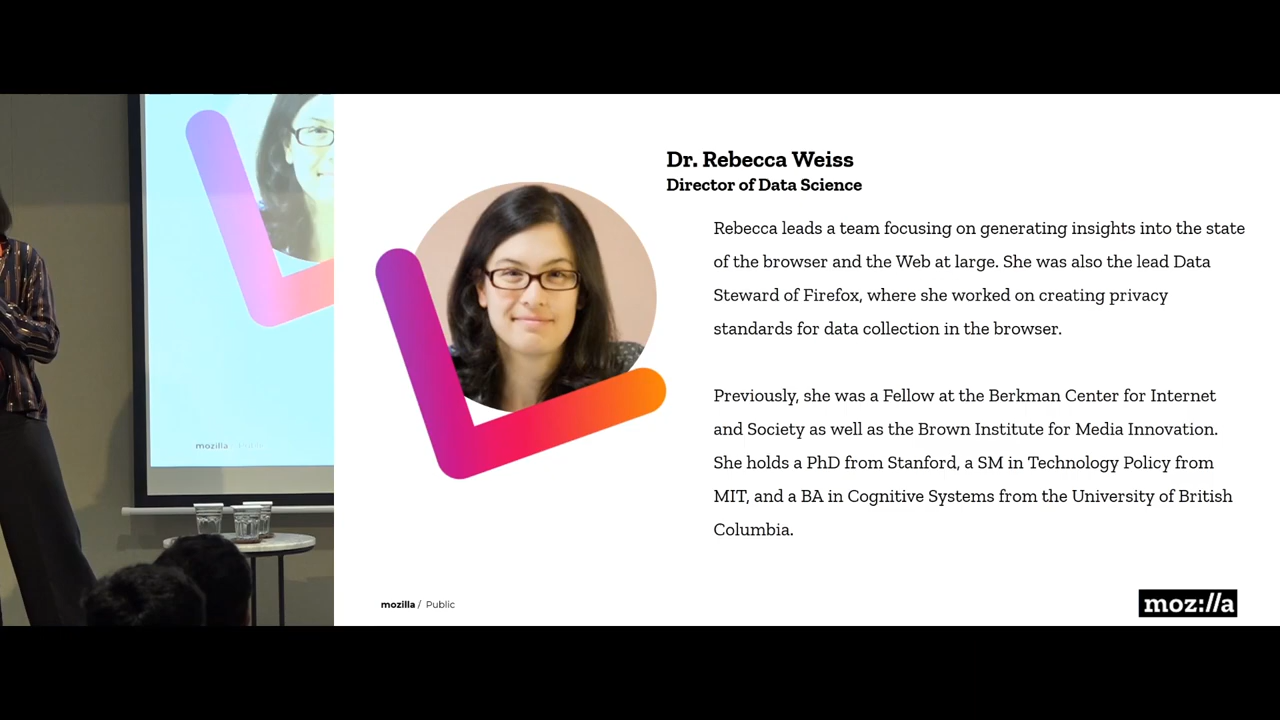 Dr. Rebecca Weiss
Director of Data Science
Rebecca leads a team focusing on generating insights into the state
of the browser and the Web at large. She was also the lead Data
Steward of Firefox, where she worked on creating privacy
standards for data collection in the browser.
Previously, she was a Fellow at the Berkman Center for Internet
and Society as well as the Brown Institute for Media Innovation.
She holds a PhD from Stanford, a SM in Technology Policy from
MIT, and a BA in Cognitive Systems from the University of British
Columbia.
mozilla / Public
moz://a
mozilla